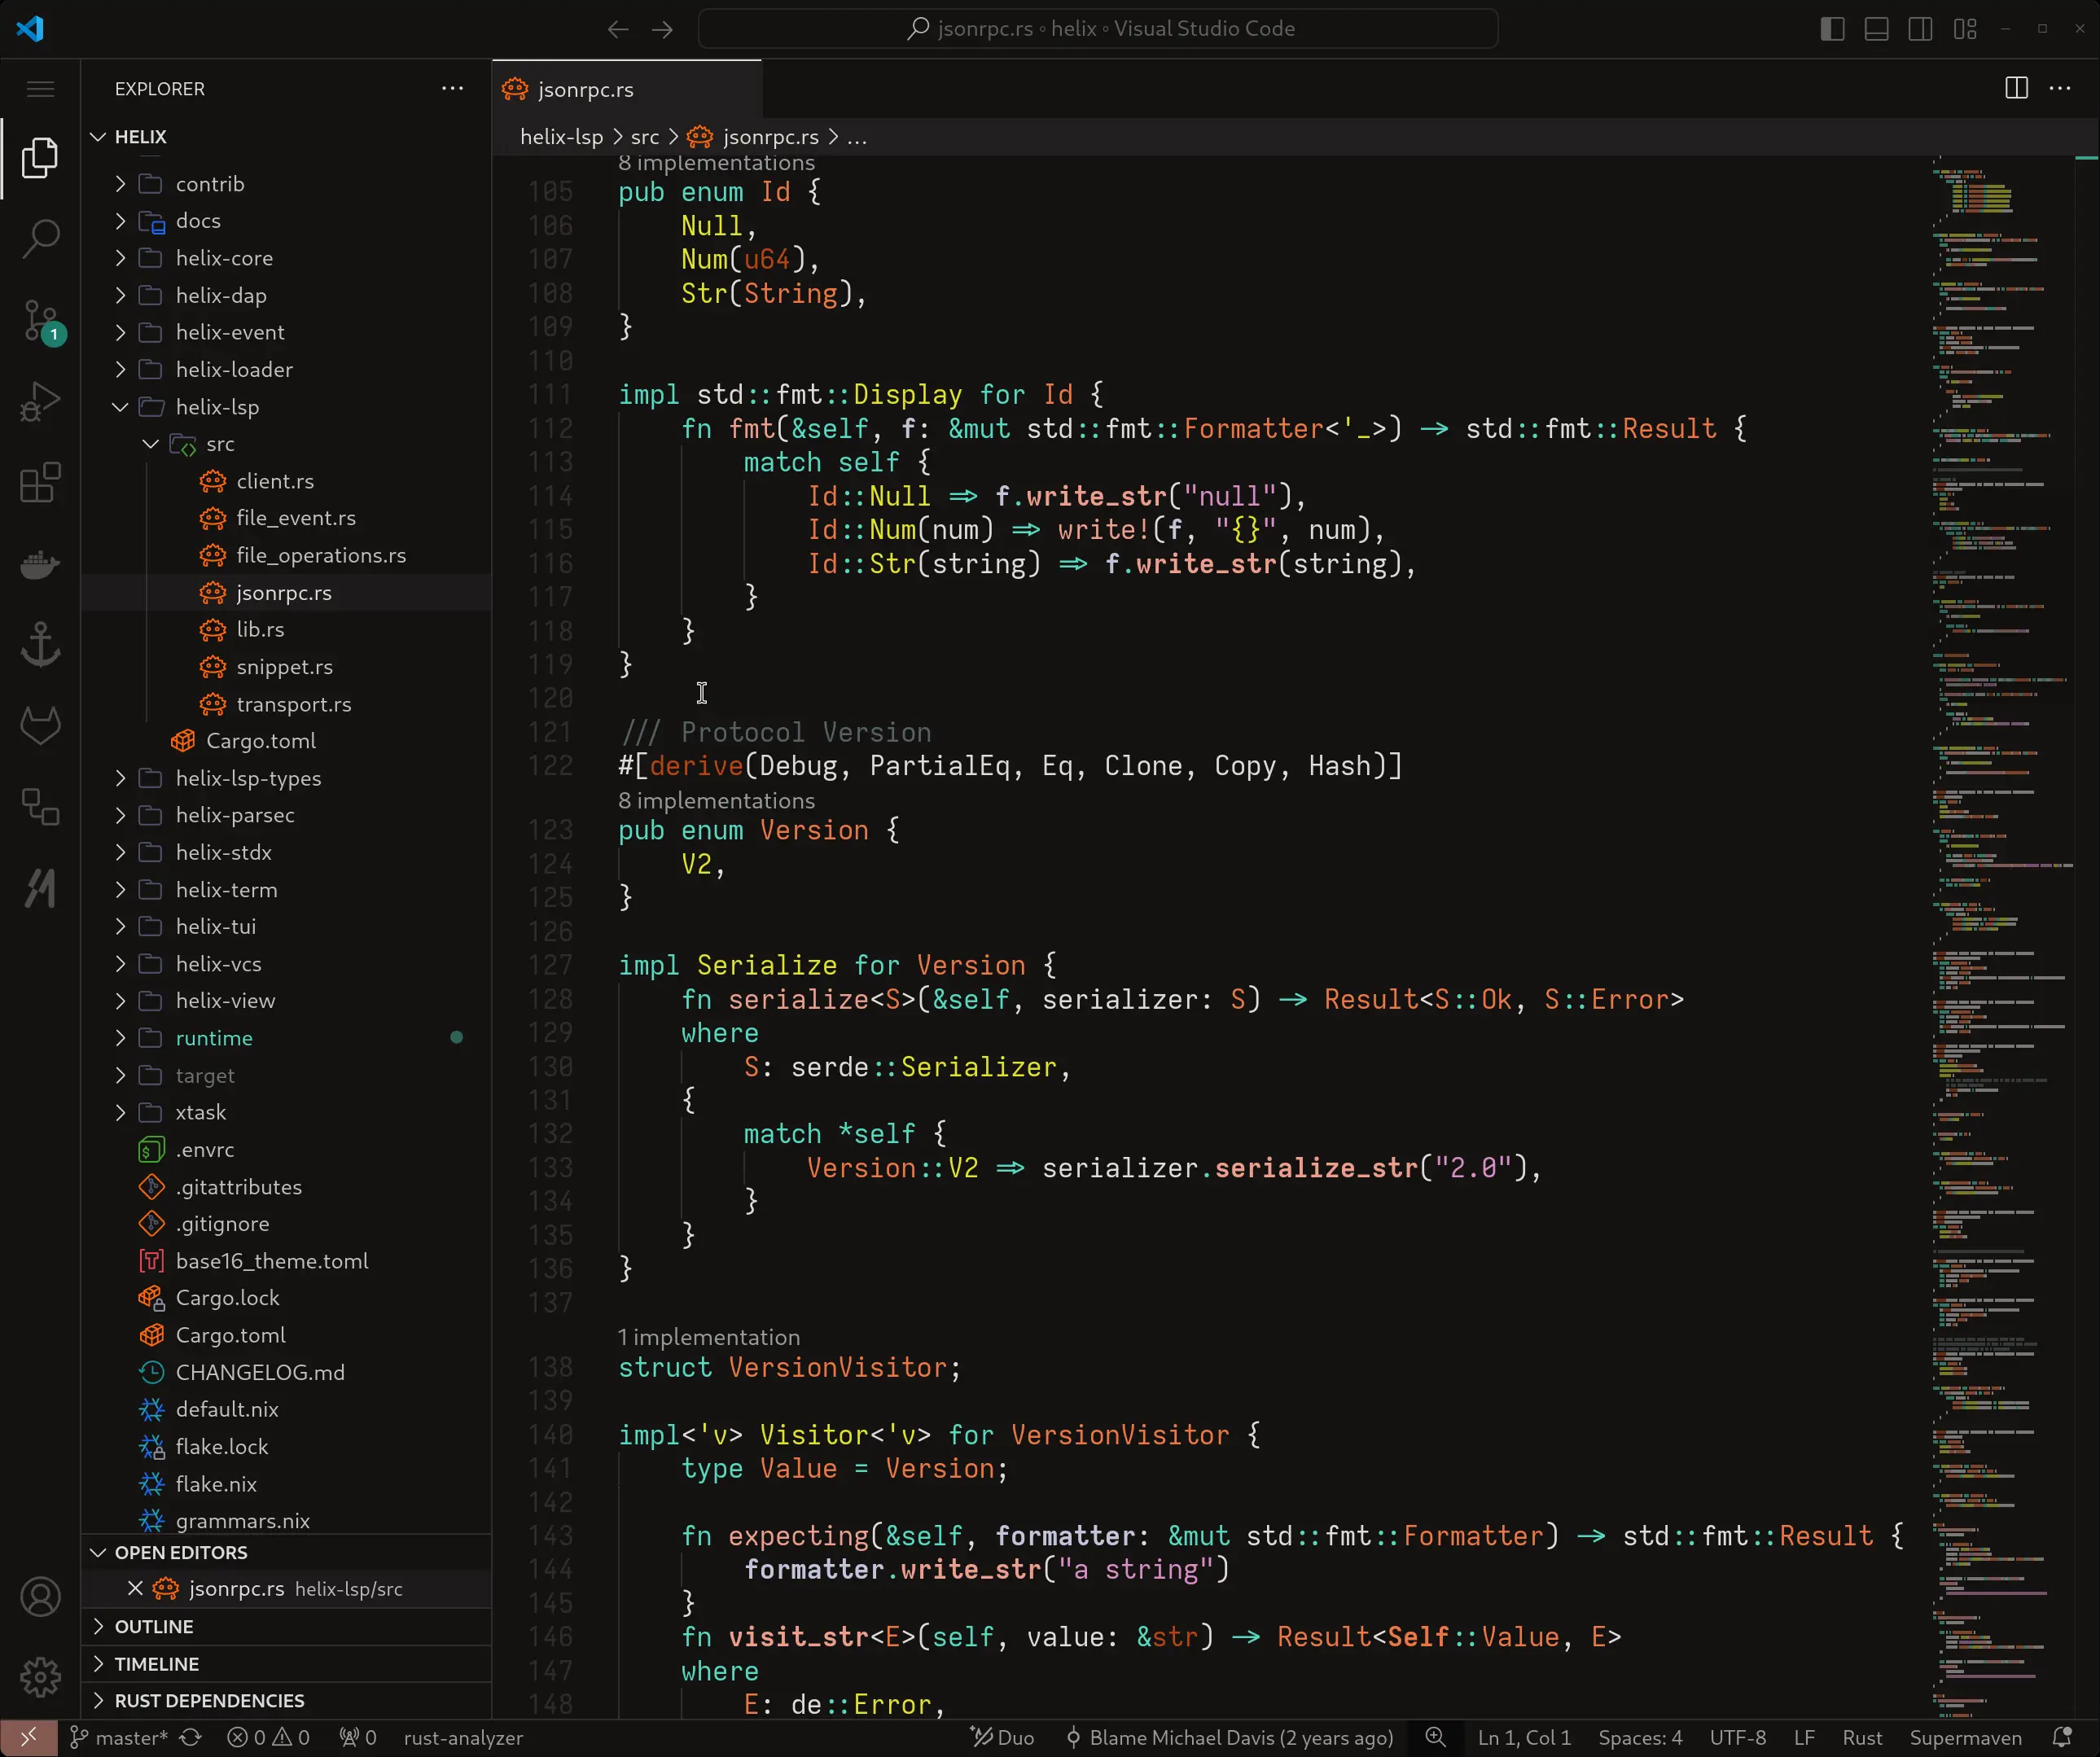 jsonrpc.rs ◦ helix ◦ Visual Studio Code
EXPLORER
HELIX
contrib
docs
helix-core
helix-dap
helix-event
helix-loader
helix-lsp
src
client.rs
file_event.rs
file_operations.rs
jsonrpc.rs
lib.rs
snippet.rs
transport.rs
Cargo.toml
helix-lsp-types
helix-parsec
helix-stdx
helix-term
helix-tui
helix-vcs
helix-view
runtime
target
xtask
.envrc
.gitattributes
.gitignore
base16_theme.toml
Cargo.lock
Cargo.toml
CHANGELOG.md
default.nix
flake.lock
flake.nix
grammars.nix
OPEN EDITORS
jsonrpc.rs helix-lsp/src
OUTLINE
TIMELINE
RUST DEPENDENCIES
1
jsonrpc.rs
helix-lsp > src > jsonrpc.rs > ...
8 implementations
105 pub enum Id {
106     Null,
107     Num(u64),
108     Str(String),
109 }
110
111 impl std::fmt::Display for Id {
112     fn fmt(&self, f: &mut std::fmt::Formatter<'_>) -> std::fmt::Result {
113         match self {
114             Id::Null => f.write_str("null"),
115             Id::Num(num) => write!(f, "{}", num),
116             Id::Str(string) => f.write_str(string),
117         }
118     }
119 }
120
121 /// Protocol Version
122 #[derive(Debug, PartialEq, Eq, Clone, Copy, Hash)]
8 implementations
123 pub enum Version {
124     V2,
125 }
126
127 impl Serialize for Version {
128     fn serialize<S>(&self, serializer: S) -> Result<S::Ok, S::Error>
129     where
130         S: serde::Serializer,
131     {
132         match *self {
133             Version::V2 => serializer.serialize_str("2.0"),
134         }
135     }
136 }
137
1 implementation
138 struct VersionVisitor;
139
140 impl<'v> Visitor<'v> for VersionVisitor {
141     type Value = Version;
142
143     fn expecting(&self, formatter: &mut std::fmt::Formatter) -> std::fmt::Result {
144         formatter.write_str("a string")
145     }
146     fn visit_str<E>(self, value: &str) -> Result<Self::Value, E>
147     where
148         E: de::Error,
master* 0 0 0 rust-analyzer Duo Blame Michael Davis (2 years ago) Ln 1, Col 1 Spaces: 4 UTF-8 LF Rust Supermaven